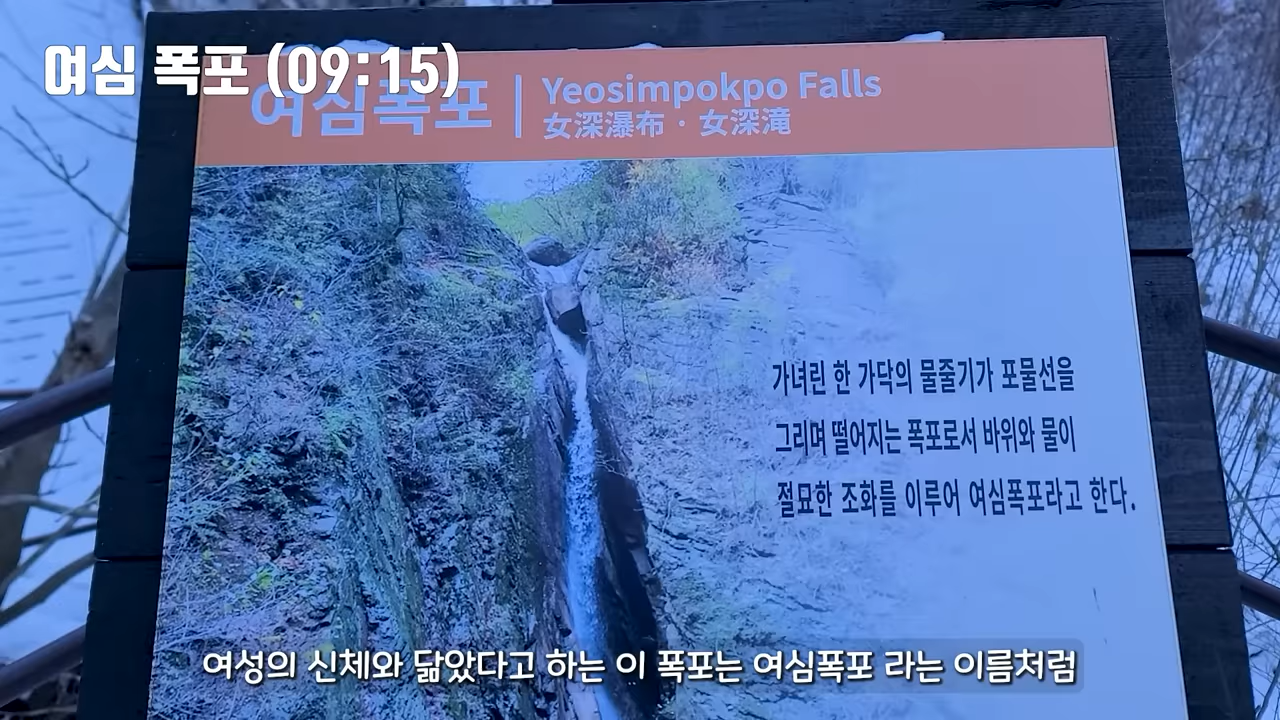 여심 폭포 (09:15)
여심폭포 | Yeosimpokpo Falls
女深瀑布 · 女深滝
가녀린 한 가닥의 물줄기가 포물선을
그리며 떨어지는 폭포로서 바위와 물이
절묘한 조화를 이루어 여심폭포라고 한다.
여성의 신체와 닮았다고 하는 이 폭포는 여심폭포 라는 이름처럼